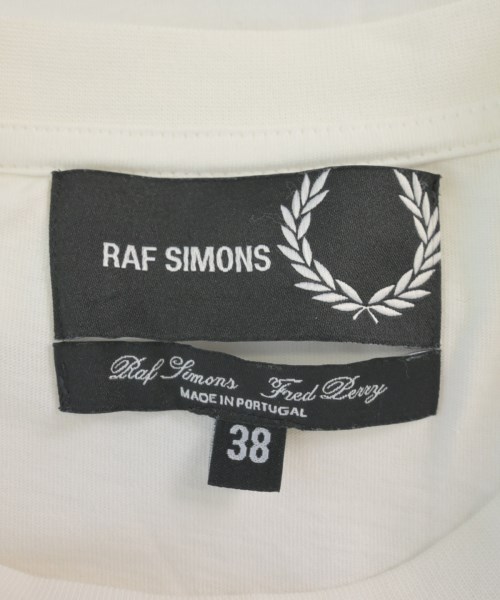 RAF SIMONS
Raf Simons Fred Perry
MADE IN PORTUGAL
38